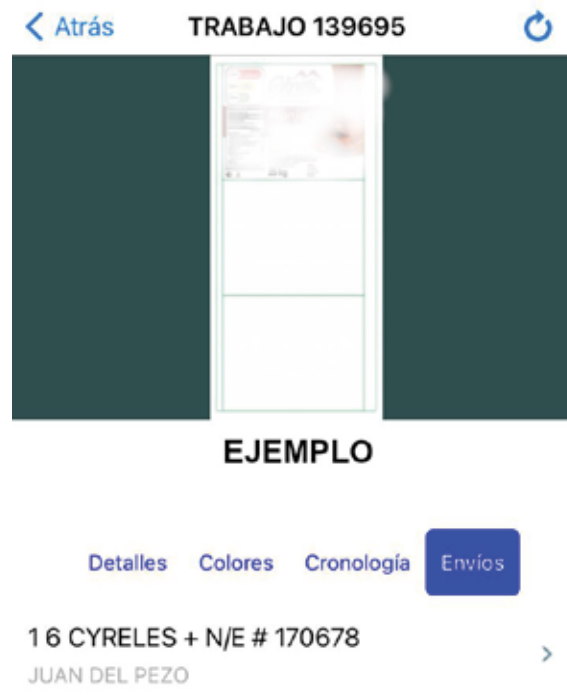 Atrás TRABAJO 139695
EJEMPLO
Detalles Colores Cronología Envíos
1 6 CYRELES + N/E # 170678
JUAN DEL PEZO